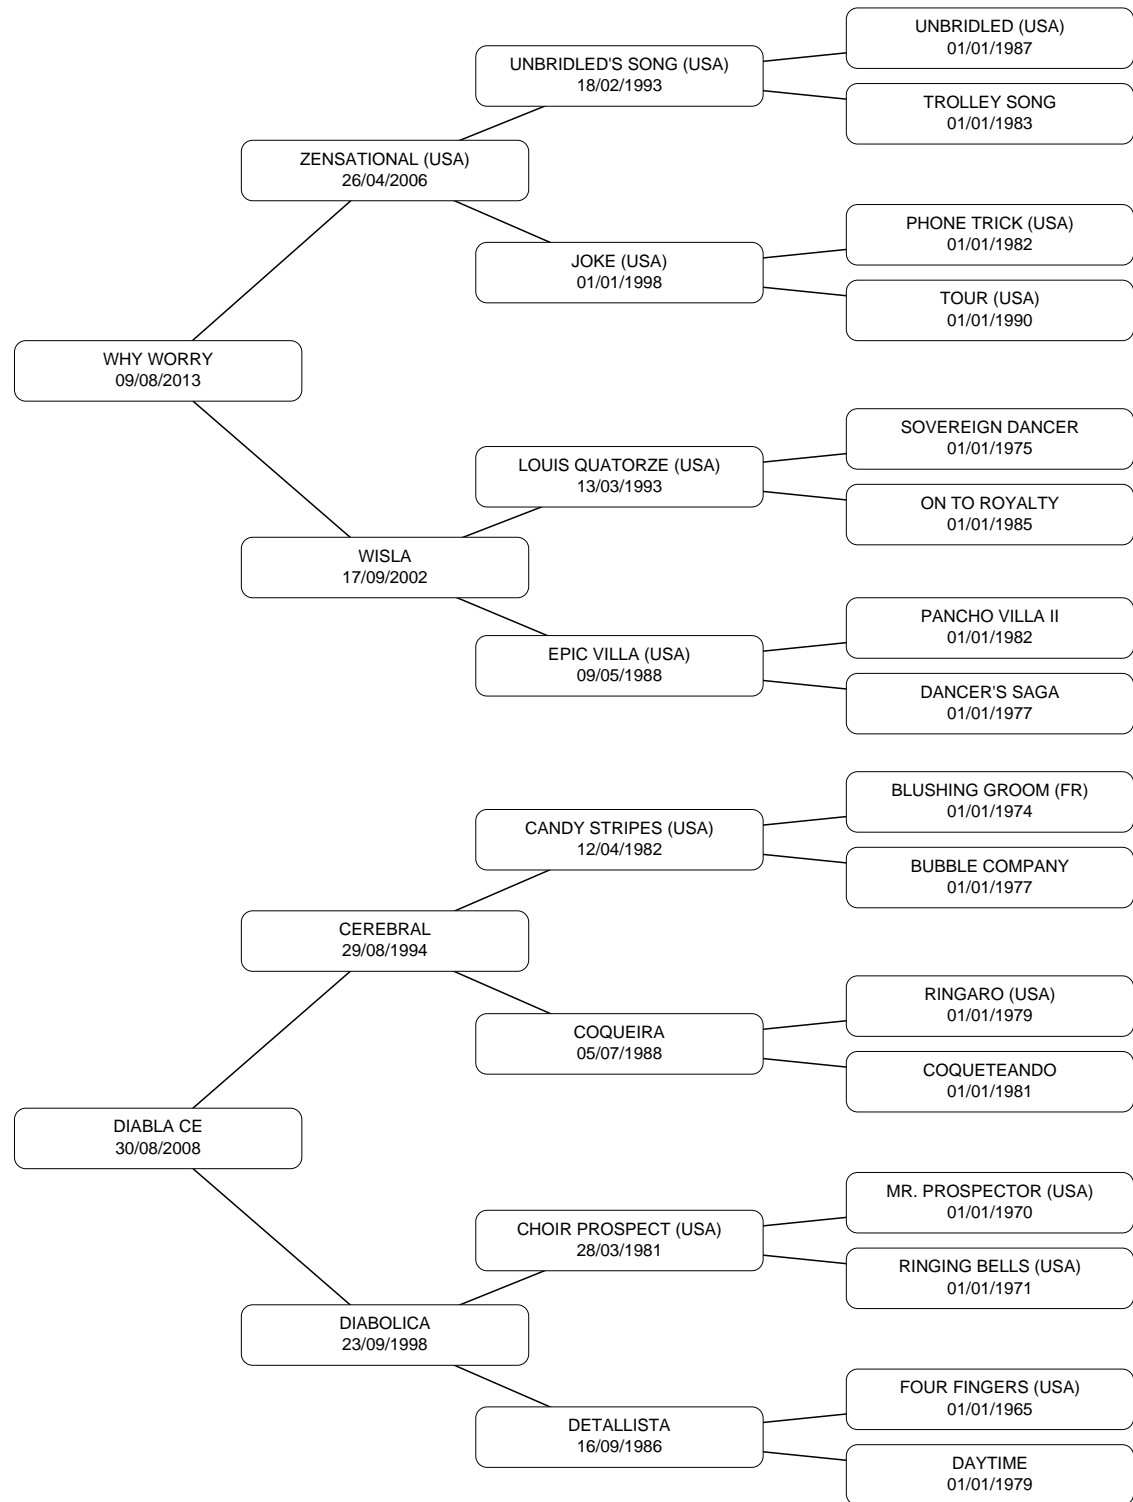 UNBRIDLED (USA)
01/01/1987
UNBRIDLED'S SONG (USA)
18/02/1993
TROLLEY SONG
01/01/1983
ZENSATIONAL (USA)
26/04/2006
PHONE TRICK (USA)
01/01/1982
JOKE (USA)
01/01/1998
TOUR (USA)
01/01/1990
WHY WORRY
09/08/2013
SOVEREIGN DANCER
01/01/1975
LOUIS QUATORZE (USA)
13/03/1993
ON TO ROYALTY
01/01/1985
WISLA
17/09/2002
PANCHO VILLA II
01/01/1982
EPIC VILLA (USA)
09/05/1988
DANCER'S SAGA
01/01/1977
BLUSHING GROOM (FR)
01/01/1974
CANDY STRIPES (USA)
12/04/1982
BUBBLE COMPANY
01/01/1977
CEREBRAL
29/08/1994
RINGARO (USA)
01/01/1979
COQUEIRA
05/07/1988
COQUETEANDO
01/01/1981
DIABLA CE
30/08/2008
MR. PROSPECTOR (USA)
01/01/1970
CHOIR PROSPECT (USA)
28/03/1981
RINGING BELLS (USA)
01/01/1971
DIABOLICA
23/09/1998
FOUR FINGERS (USA)
01/01/1965
DETALLISTA
16/09/1986
DAYTIME
01/01/1979